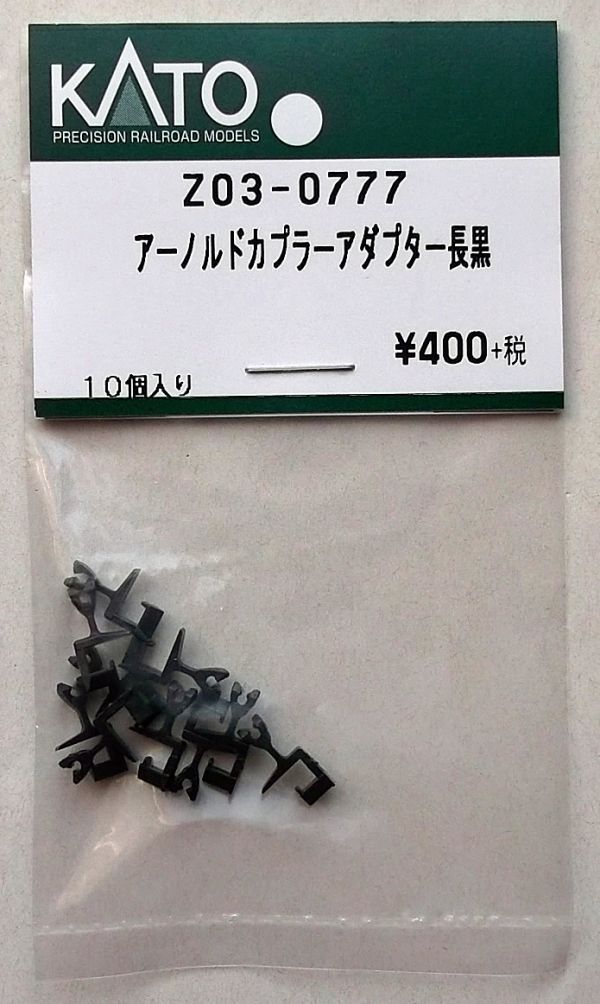 KATO
PRECISION RAILROAD MODELS
Z03-0777
アーノルドカプラーアダプター長黒
¥400+税
10個入り